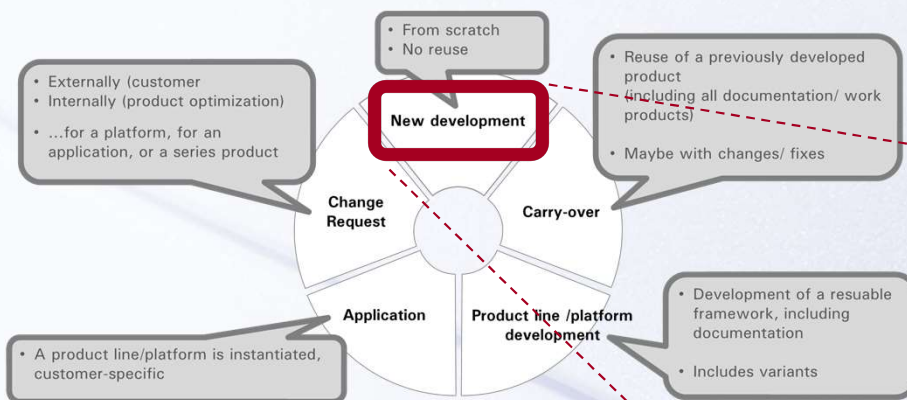 • From scratch
• No reuse
• Externally (customer
• Internally (product optimization)
• ...for a platform, for an
application, or a series product
• Reuse of a previously developed
product
(including all documentation/ work
products)
• Maybe with changes/ fixes
New development
Change
Request
Carry-over
Application
Product line /platform
development
• Development of a resuable
framework, including
documentation
• Includes variants
• A product line/platform is instantiated,
customer-specific